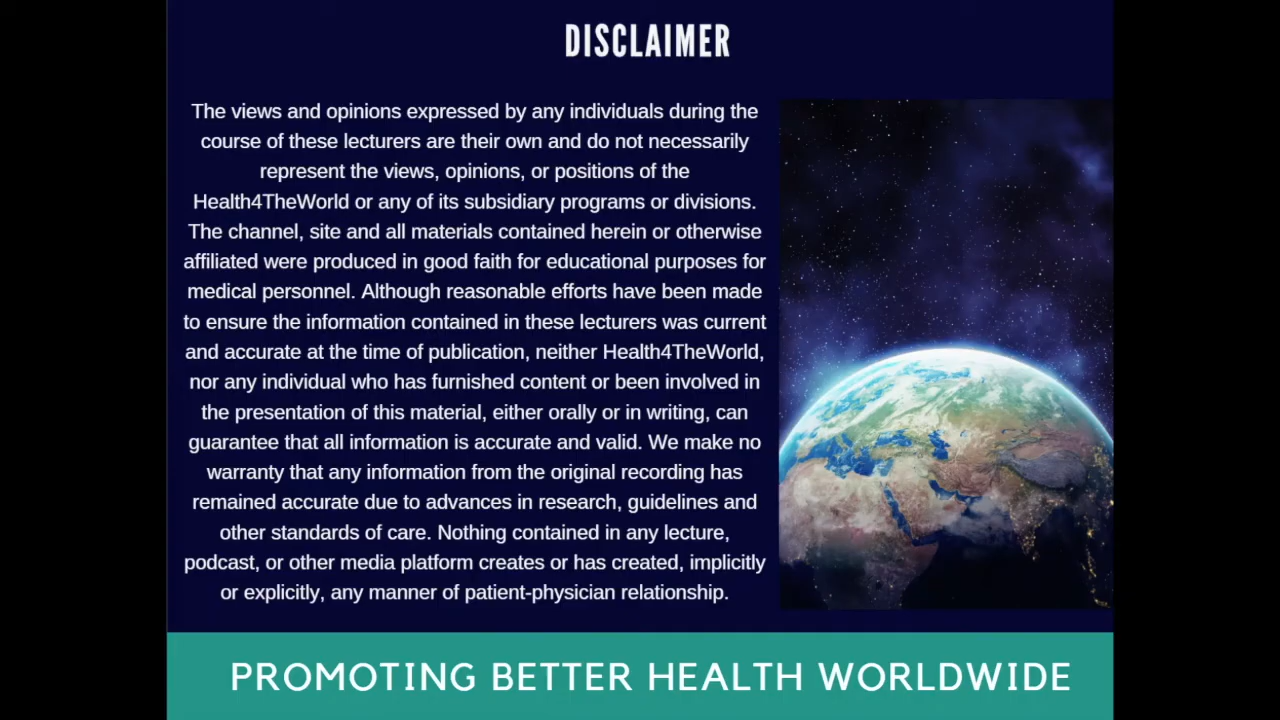 DISCLAIMER
The views and opinions expressed by any individuals during the
course of these lecturers are their own and do not necessarily
represent the views, opinions, or positions of the
Health4TheWorld or any of its subsidiary programs or divisions.
The channel, site and all materials contained herein or otherwise
affiliated were produced in good faith for educational purposes for
medical personnel. Although reasonable efforts have been made
to ensure the information contained in these lecturers was current
and accurate at the time of publication, neither Health4TheWorld,
nor any individual who has furnished content or been involved in
the presentation of this material, either orally or in writing, can
guarantee that all information is accurate and valid. We make no
warranty that any information from the original recording has
remained accurate due to advances in research, guidelines and
other standards of care. Nothing contained in any lecture,
podcast, or other media platform creates or has created, implicitly
or explicitly, any manner of patient-physician relationship.
PROMOTING BETTER HEALTH WORLDWIDE